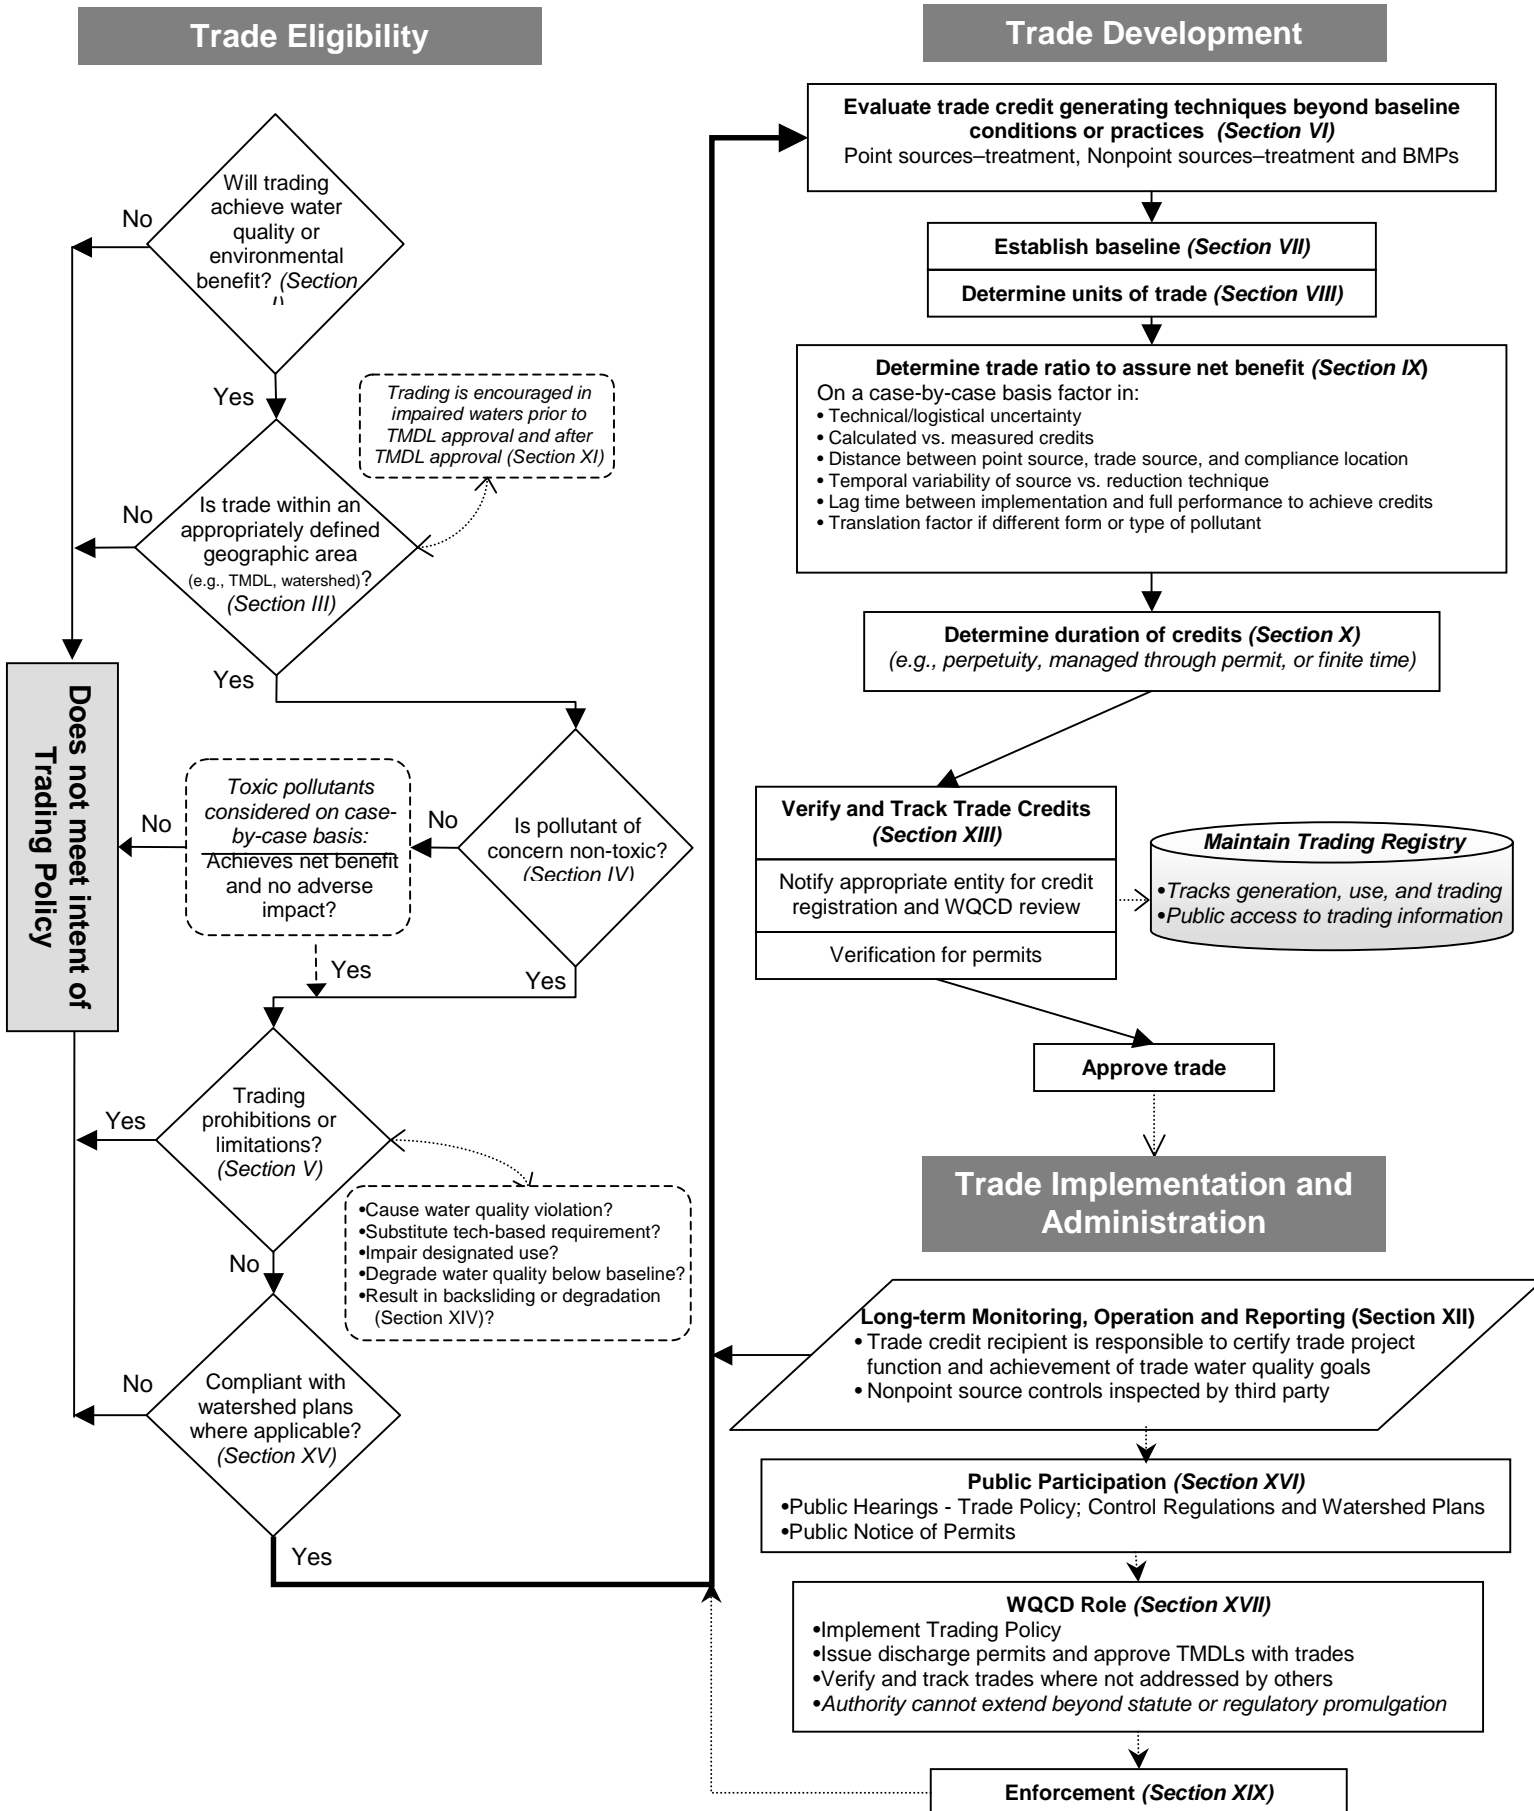 Trade Eligibility
Will trading
achieve water
quality or
environmental
benefit? (Section
I)
No
Yes
Trading is encouraged in
impaired waters prior to
TMDL approval and after
TMDL approval (Section XI)
Is trade within an
appropriately defined
geographic area
(e.g., TMDL, watershed)?
(Section III)
No
Yes
Does not meet intent of
Trading Policy
Toxic pollutants
considered on case-
by-case basis:
Achieves net benefit
and no adverse
impact?
No
No
Is pollutant of
concern non-toxic?
(Section IV)
Yes
Yes
Trading
prohibitions or
limitations?
(Section V)
Yes
No
•Cause water quality violation?
•Substitute tech-based requirement?
•Impair designated use?
•Degrade water quality below baseline?
•Result in backsliding or degradation
(Section XIV)?
Compliant with
watershed plans
where applicable?
(Section XV)
No
Yes
Trade Development
Evaluate trade credit generating techniques beyond baseline
conditions or practices (Section VI)
Point sources–treatment, Nonpoint sources–treatment and BMPs
Establish baseline (Section VII)
Determine units of trade (Section VIII)
Determine trade ratio to assure net benefit (Section IX)
On a case-by-case basis factor in:
• Technical/logistical uncertainty
• Calculated vs. measured credits
• Distance between point source, trade source, and compliance location
• Temporal variability of source vs. reduction technique
• Lag time between implementation and full performance to achieve credits
• Translation factor if different form or type of pollutant
Determine duration of credits (Section X)
(e.g., perpetuity, managed through permit, or finite time)
Verify and Track Trade Credits
(Section XIII)
Notify appropriate entity for credit
registration and WQCD review
Verification for permits
Maintain Trading Registry
•Tracks generation, use, and trading
•Public access to trading information
Approve trade
Trade Implementation and
Administration
Long-term Monitoring, Operation and Reporting (Section XII)
• Trade credit recipient is responsible to certify trade project
function and achievement of trade water quality goals
• Nonpoint source controls inspected by third party
Public Participation (Section XVI)
•Public Hearings - Trade Policy; Control Regulations and Watershed Plans
•Public Notice of Permits
WQCD Role (Section XVII)
•Implement Trading Policy
•Issue discharge permits and approve TMDLs with trades
•Verify and track trades where not addressed by others
•Authority cannot extend beyond statute or regulatory promulgation
Enforcement (Section XIX)